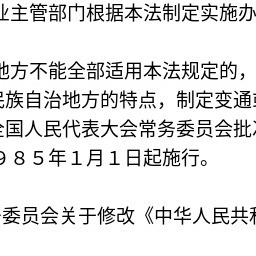 业主管部门根据本法制定实施办
地方不能全部适用本法规定的，
民族自治地方的特点，制定变通
全国人民代表大会常务委员会批
９８５年１月１日起施行。
委员会关于修改《中华人民共和